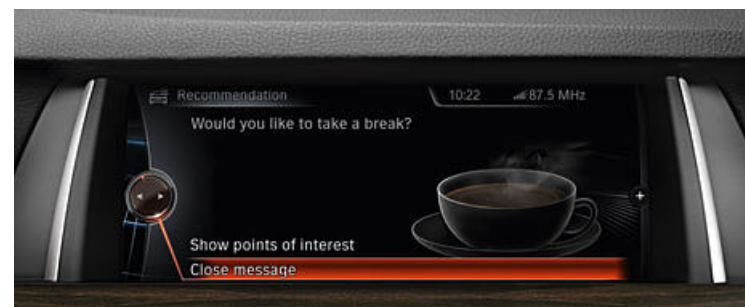 Recommendation
10:22
87.5 MHz
Would you like to take a break?
Show points of interest
Close message